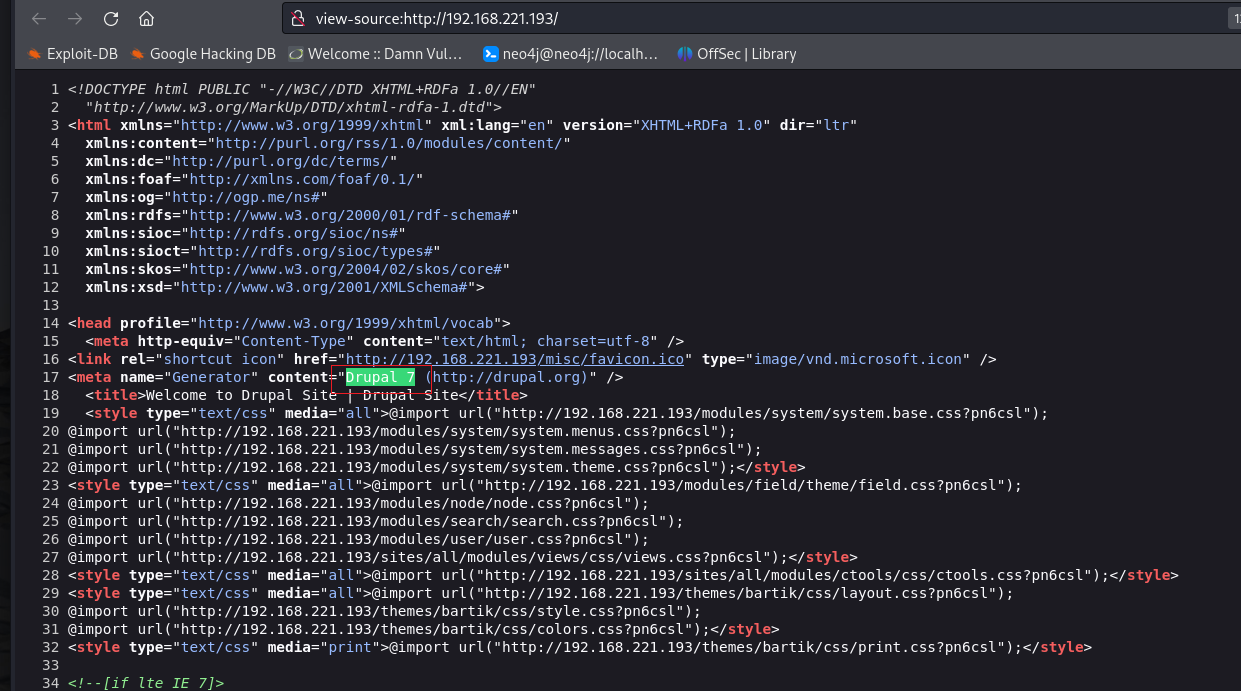 view-source:http://192.168.221.193/
Exploit-DB Google Hacking DB Welcome :: Damn Vul… neo4j@neo4j://localh… OffSec | Library
1 <!DOCTYPE html PUBLIC "-//W3C//DTD XHTML+RDFa 1.0//EN"
2 "http://www.w3.org/MarkUp/DTD/xhtml-rdfa-1.dtd">
3 <html xmlns="http://www.w3.org/1999/xhtml" xml:lang="en" version="XHTML+RDFa 1.0" dir="ltr"
4 xmlns:content="http://purl.org/rss/1.0/modules/content/"
5 xmlns:dc="http://purl.org/dc/terms/"
6 xmlns:foaf="http://xmlns.com/foaf/0.1/"
7 xmlns:og="http://ogp.me/ns#"
8 xmlns:rdfs="http://www.w3.org/2000/01/rdf-schema#"
9 xmlns:sioc="http://rdfs.org/sioc/ns#"
10 xmlns:sioct="http://rdfs.org/sioc/types#"
11 xmlns:skos="http://www.w3.org/2004/02/skos/core#"
12 xmlns:xsd="http://www.w3.org/2001/XMLSchema#">
13
14 <head profile="http://www.w3.org/1999/xhtml/vocab">
15 <meta http-equiv="Content-Type" content="text/html; charset=utf-8" />
16 <link rel="shortcut icon" href="http://192.168.221.193/misc/favicon.ico" type="image/vnd.microsoft.icon" />
17 <meta name="Generator" content="Drupal 7 (http://drupal.org)" />
18 <title>Welcome to Drupal Site | Drupal Site</title>
19 <style type="text/css" media="all">@import url("http://192.168.221.193/modules/system/system.base.css?pn6csl");
20 @import url("http://192.168.221.193/modules/system/system.menus.css?pn6csl");
21 @import url("http://192.168.221.193/modules/system/system.messages.css?pn6csl");
22 @import url("http://192.168.221.193/modules/system/system.theme.css?pn6csl");</style>
23 <style type="text/css" media="all">@import url("http://192.168.221.193/modules/field/theme/field.css?pn6csl");
24 @import url("http://192.168.221.193/modules/node/node.css?pn6csl");
25 @import url("http://192.168.221.193/modules/search/search.css?pn6csl");
26 @import url("http://192.168.221.193/modules/user/user.css?pn6csl");
27 @import url("http://192.168.221.193/sites/all/modules/views/css/views.css?pn6csl");</style>
28 <style type="text/css" media="all">@import url("http://192.168.221.193/sites/all/modules/ctools/css/ctools.css?pn6csl");</style>
29 <style type="text/css" media="all">@import url("http://192.168.221.193/themes/bartik/css/layout.css?pn6csl");
30 @import url("http://192.168.221.193/themes/bartik/css/style.css?pn6csl");
31 @import url("http://192.168.221.193/themes/bartik/css/colors.css?pn6csl");</style>
32 <style type="text/css" media="print">@import url("http://192.168.221.193/themes/bartik/css/print.css?pn6csl");</style>
33
34 <!--[if lte IE 7]>